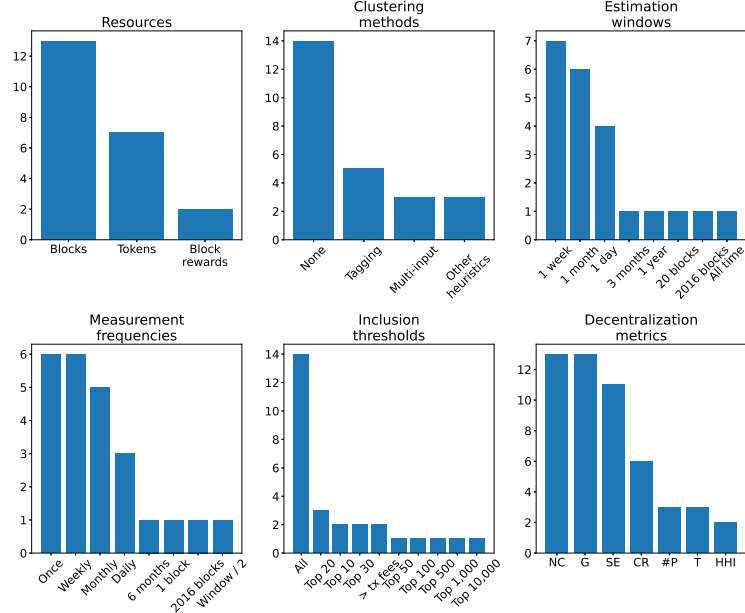 Resources
12
10
8
6
4
2
0
Blocks
Tokens
Block
rewards
Clustering
methods
14
12
10
8
6
4
2
0
None
Tagging
Multi-input
Other
heuristics
Estimation
windows
7
6
5
4
3
2
1
0
1 week
1 month
1 day
3 months
1 year
20 blocks
2016 blocks
All time
Measurement
frequencies
6
5
4
3
2
1
0
Once
Weekly
Monthly
Daily
6 months
1 block
2016 blocks
Window / 2
Inclusion
thresholds
14
12
10
8
6
4
2
0
All
Top 20
Top 10
Top 30
> tx fees
Top 50
Top 100
Top 500
Top 1,000
Top 10,000
Decentralization
metrics
12
10
8
6
4
2
0
NC
G
SE
CR
#P
T
HHI